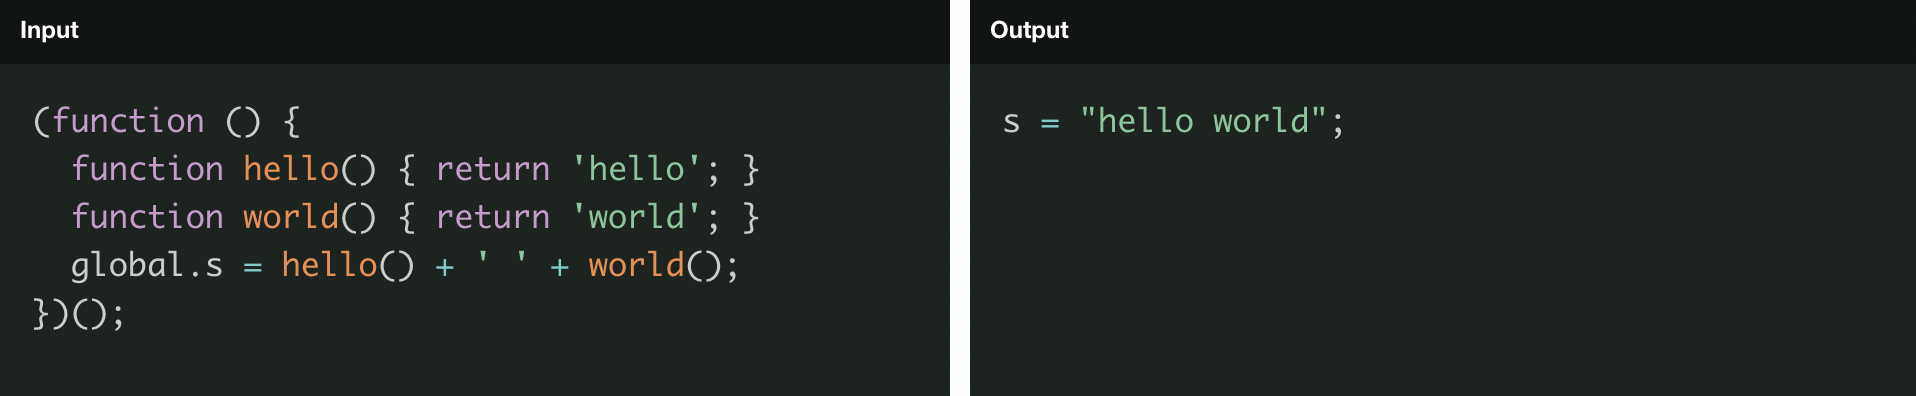 Input
(function () {
  function hello() { return 'hello'; }
  function world() { return 'world'; }
  global.s = hello() + ' ' + world();
})();
Output
s = "hello world";